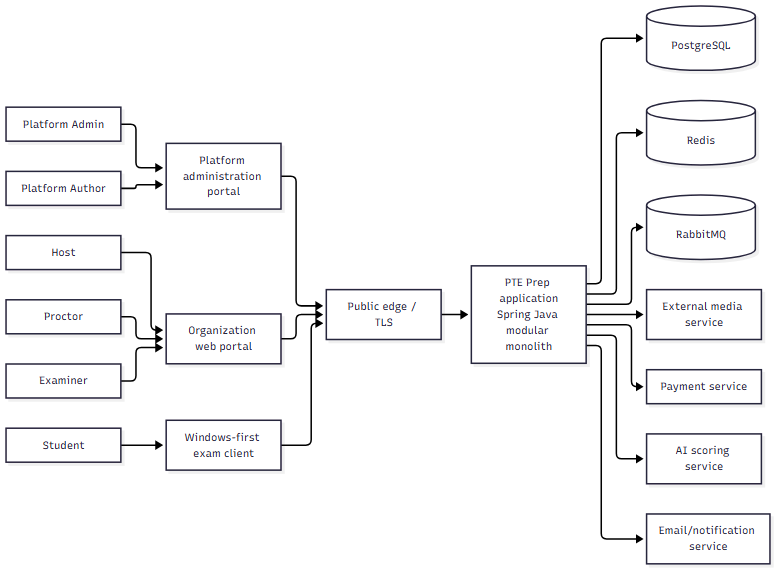 Platform Admin
Platform Author
Host
Proctor
Examiner
Student
Platform
administration
portal
Organization
web portal
Windows-first
exam client
Public edge /
TLS
PTE Prep
application
Spring Java
modular
monolith
PostgreSQL
Redis
RabbitMQ
External media
service
Payment service
AI scoring
service
Email/notification
service